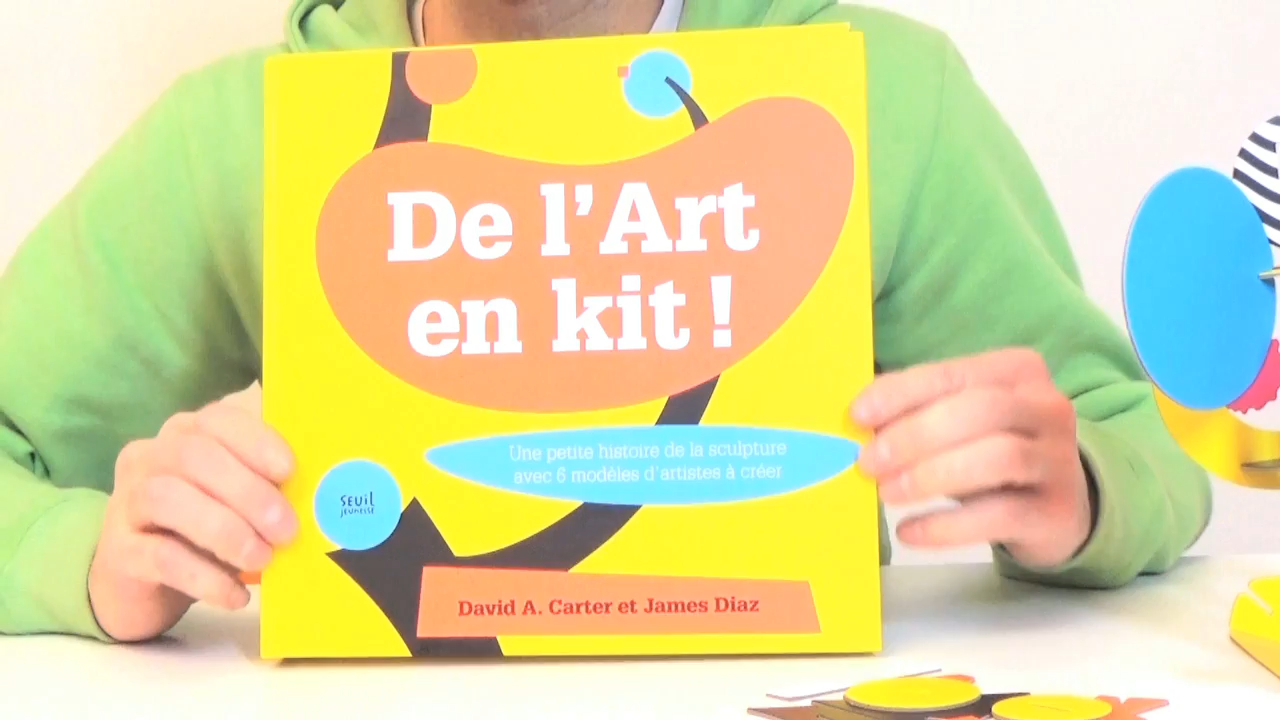 De l'Art
en kit !
Une petite histoire de la sculpture
avec 6 modèles d'artistes à créer
SEUIL
JEUNESSE
David A. Carter et James Diaz